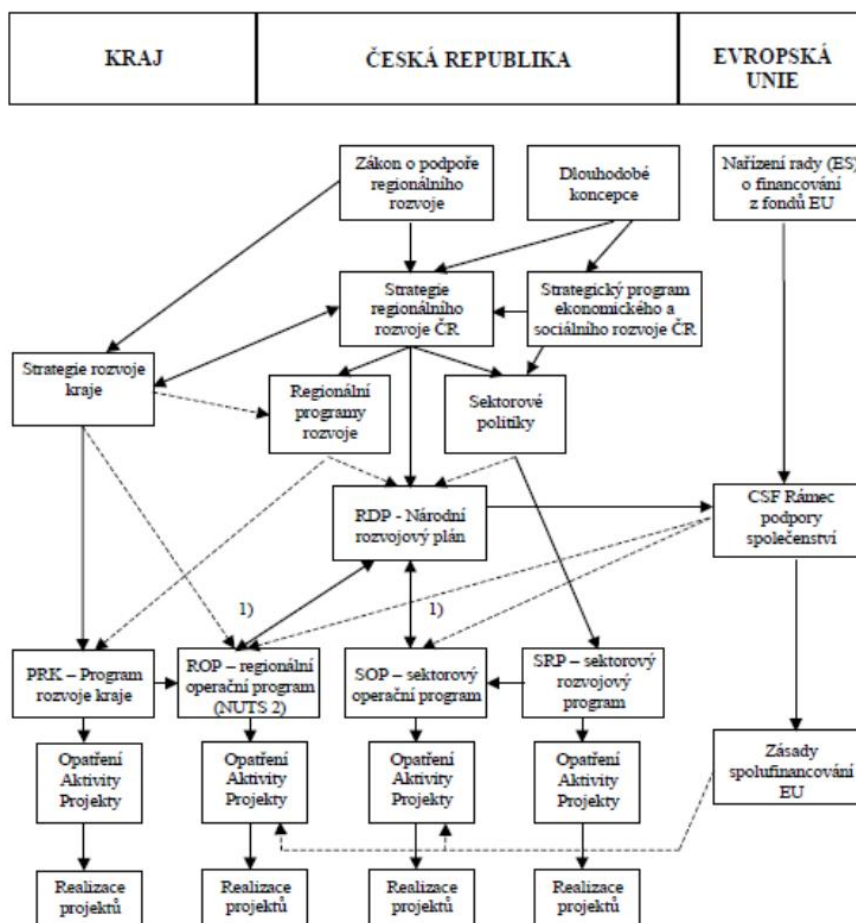 KRAJ
ČESKÁ REPUBLIKA
EVROPSKÁ
UNIE
Zákon o podpoře
regionálního
rozvoje
Dlouhodobé
koncepce
Nařízení rady (ES)
o financování
z fondů EU
Strategie
regionálního
rozvoje ČR
Strategický program
ekonomického a
sociálního rozvoje ČR
Strategie rozvoje
kraje
Regionální
programy
rozvoje
Sektorové
politiky
RDP - Národní
rozvojový plán
CSF Rámec
podpory
společenství
1)
1)
PRK – Program
rozvoje kraje
ROP – regionální
operační program
(NUTS 2)
SOP – sektorový
operační program
SRP – sektorový
rozvojový
program
Opatření
Aktivity
Projekty
Opatření
Aktivity
Projekty
Opatření
Aktivity
Projekty
Opatření
Aktivity
Projekty
Zásady
spolufinancování
EU
Realizace
projektů
Realizace
projektů
Realizace
projektů
Realizace
projektů